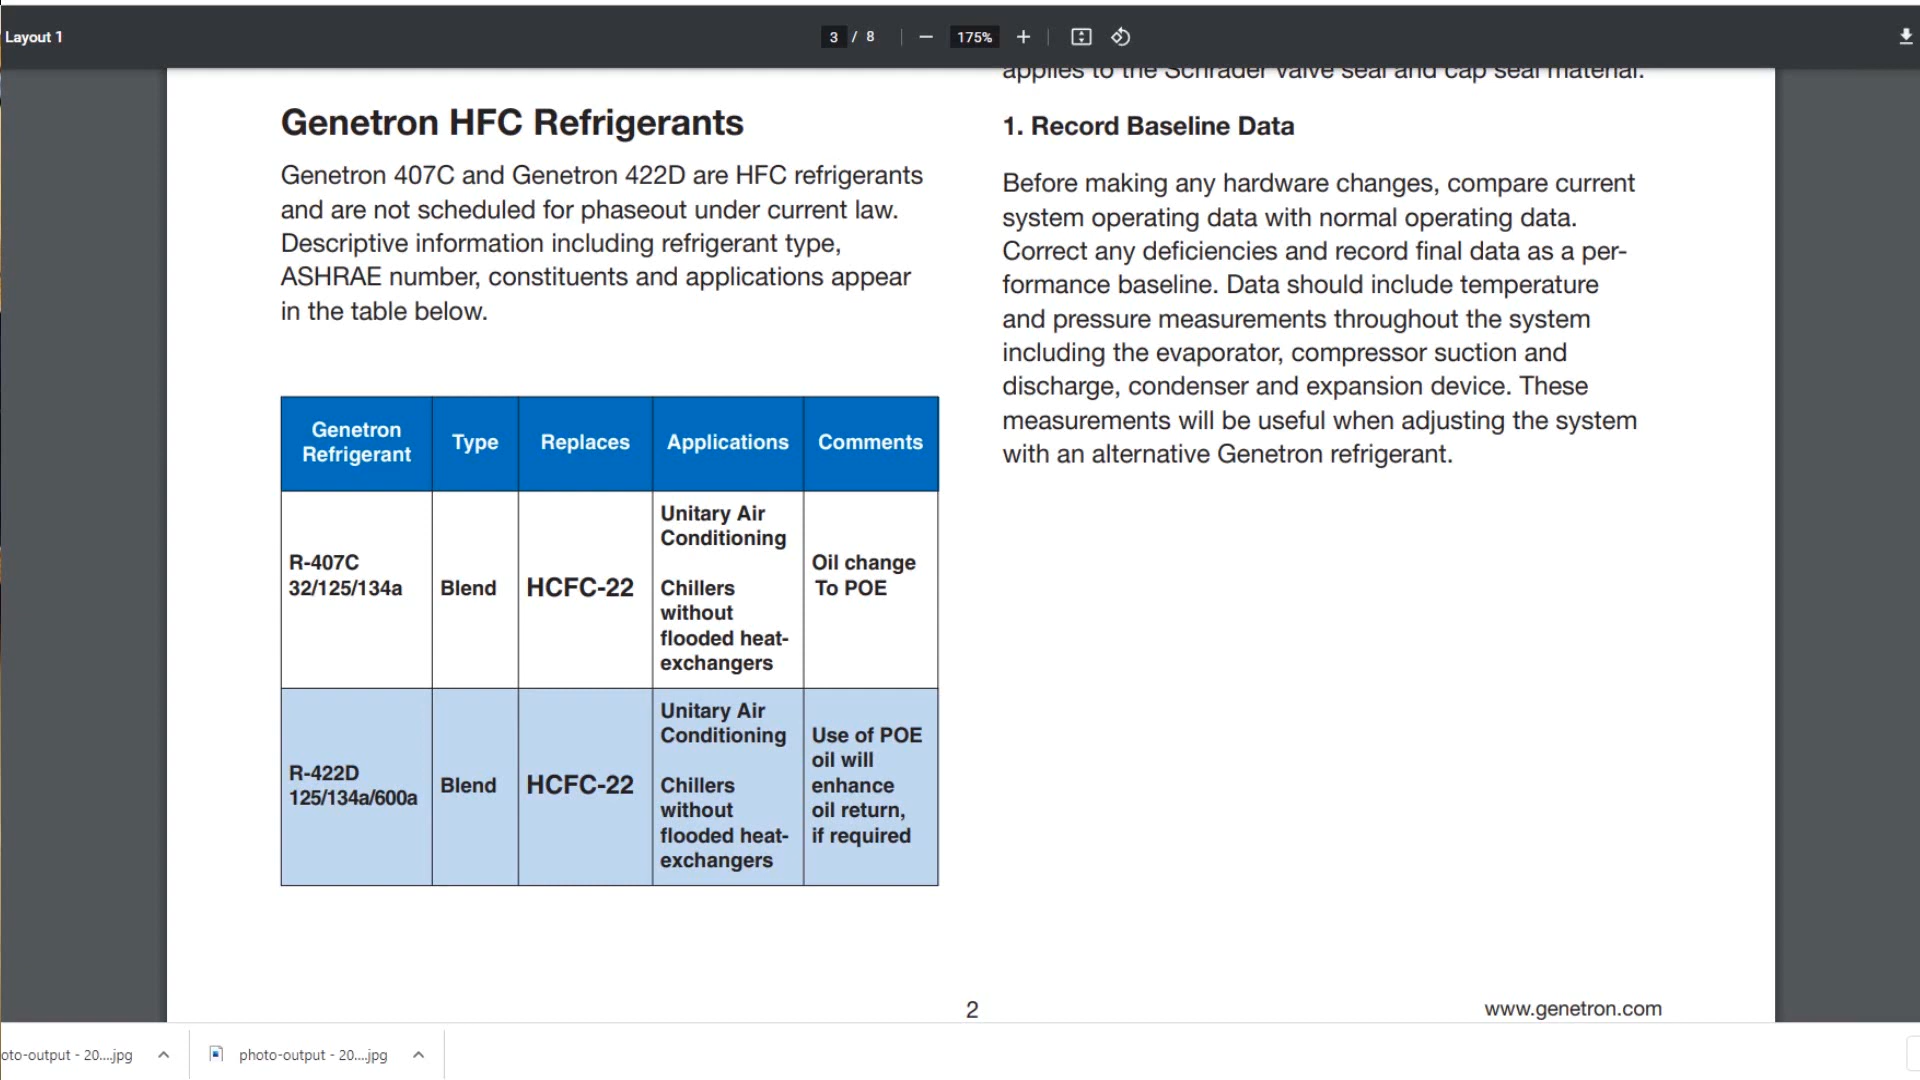 Layout 1
3 / 8
175%
Genetron HFC Refrigerants
Genetron 407C and Genetron 422D are HFC refrigerants
and are not scheduled for phaseout under current law.
Descriptive information including refrigerant type,
ASHRAE number, constituents and applications appear
in the table below.
Genetron
Refrigerant
Type
Replaces
Applications
Comments
R-407C
32/125/134a
Blend
HCFC-22
Unitary Air
Conditioning
Chillers
without
flooded heat-
exchangers
Oil change
To POE
R-422D
125/134a/600a
Blend
HCFC-22
Unitary Air
Conditioning
Chillers
without
flooded heat-
exchangers
Use of POE
oil will
enhance
oil return,
if required
applies to the Schrader valve seal and cap seal material.
1. Record Baseline Data
Before making any hardware changes, compare current
system operating data with normal operating data.
Correct any deficiencies and record final data as a per-
formance baseline. Data should include temperature
and pressure measurements throughout the system
including the evaporator, compressor suction and
discharge, condenser and expansion device. These
measurements will be useful when adjusting the system
with an alternative Genetron refrigerant.
2
www.genetron.com
oto-output - 20....jpg
photo-output - 20....jpg